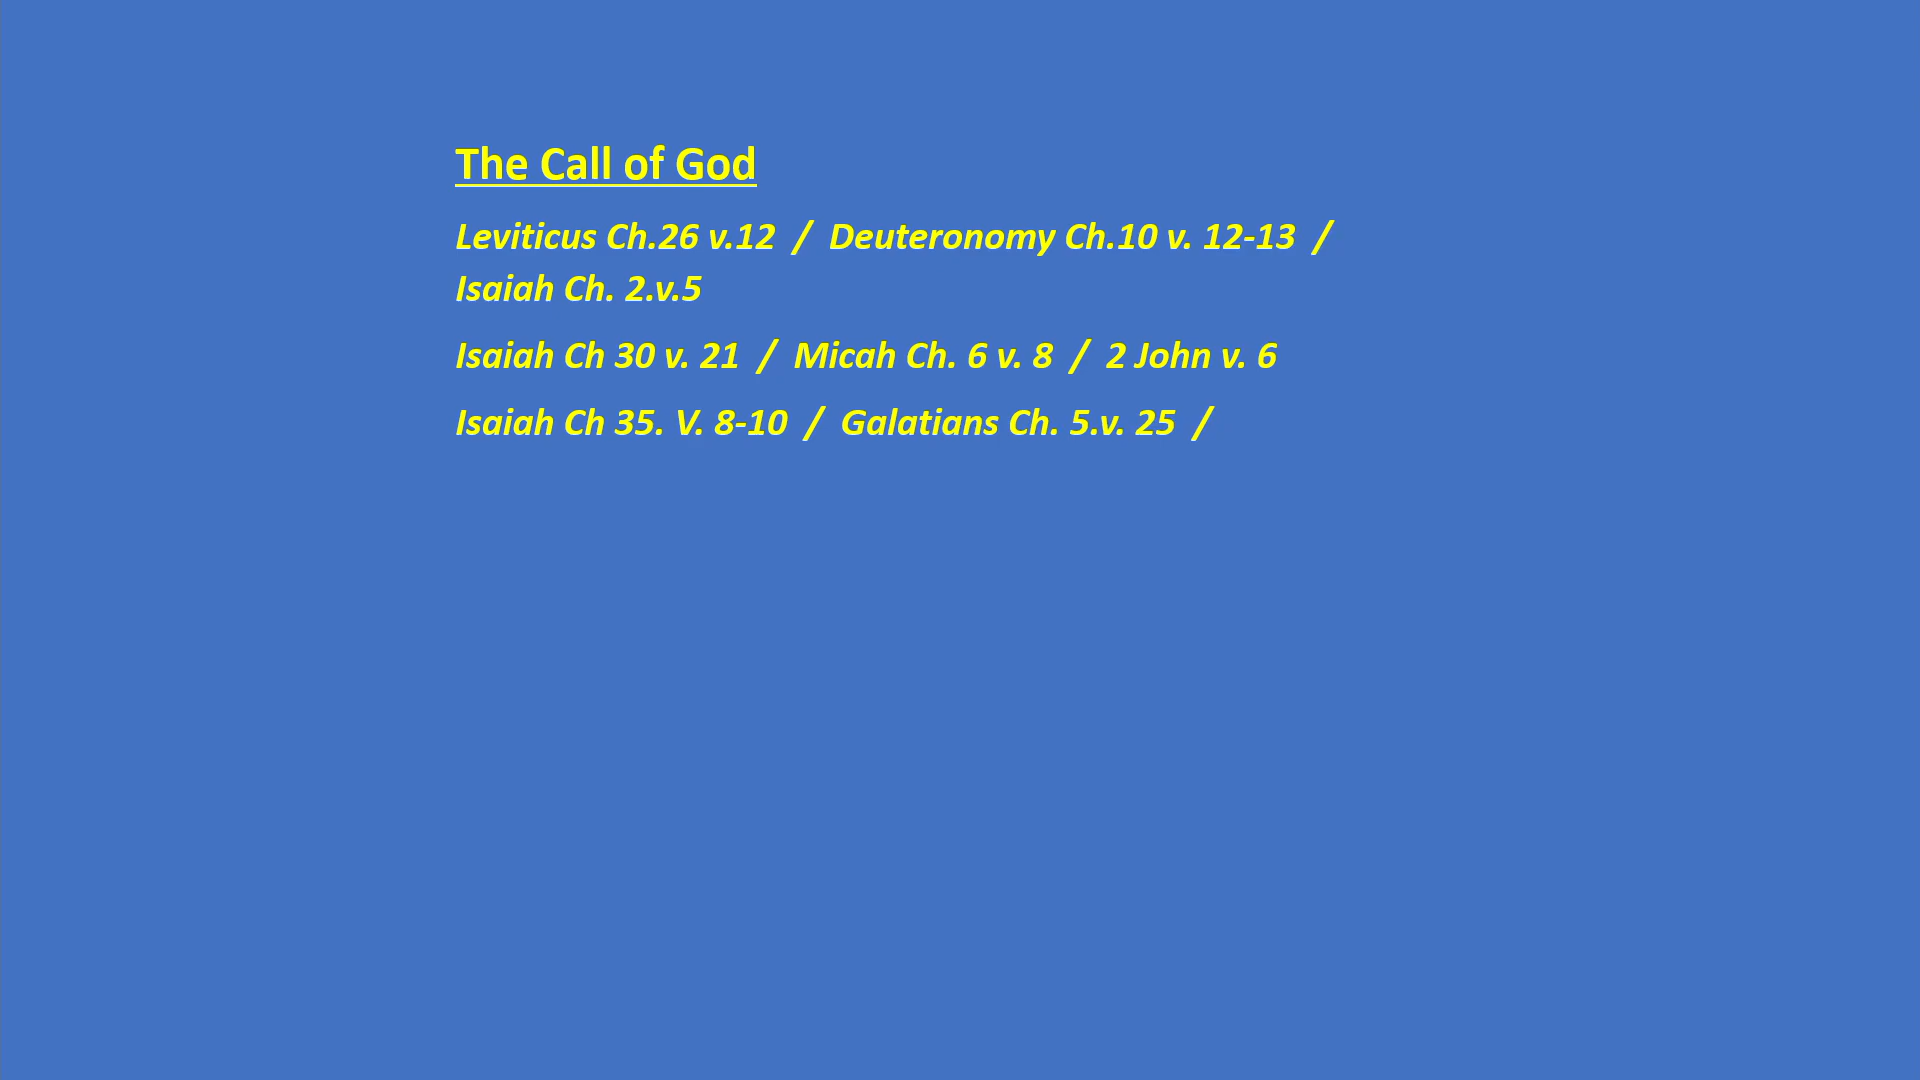 The Call of God
Leviticus Ch.26 v.12 / Deuteronomy Ch.10 v. 12-13 /
Isaiah Ch. 2.v.5
Isaiah Ch 30 v. 21 / Micah Ch. 6 v. 8 / 2 John v. 6
Isaiah Ch 35. V. 8-10 / Galatians Ch. 5.v. 25 /